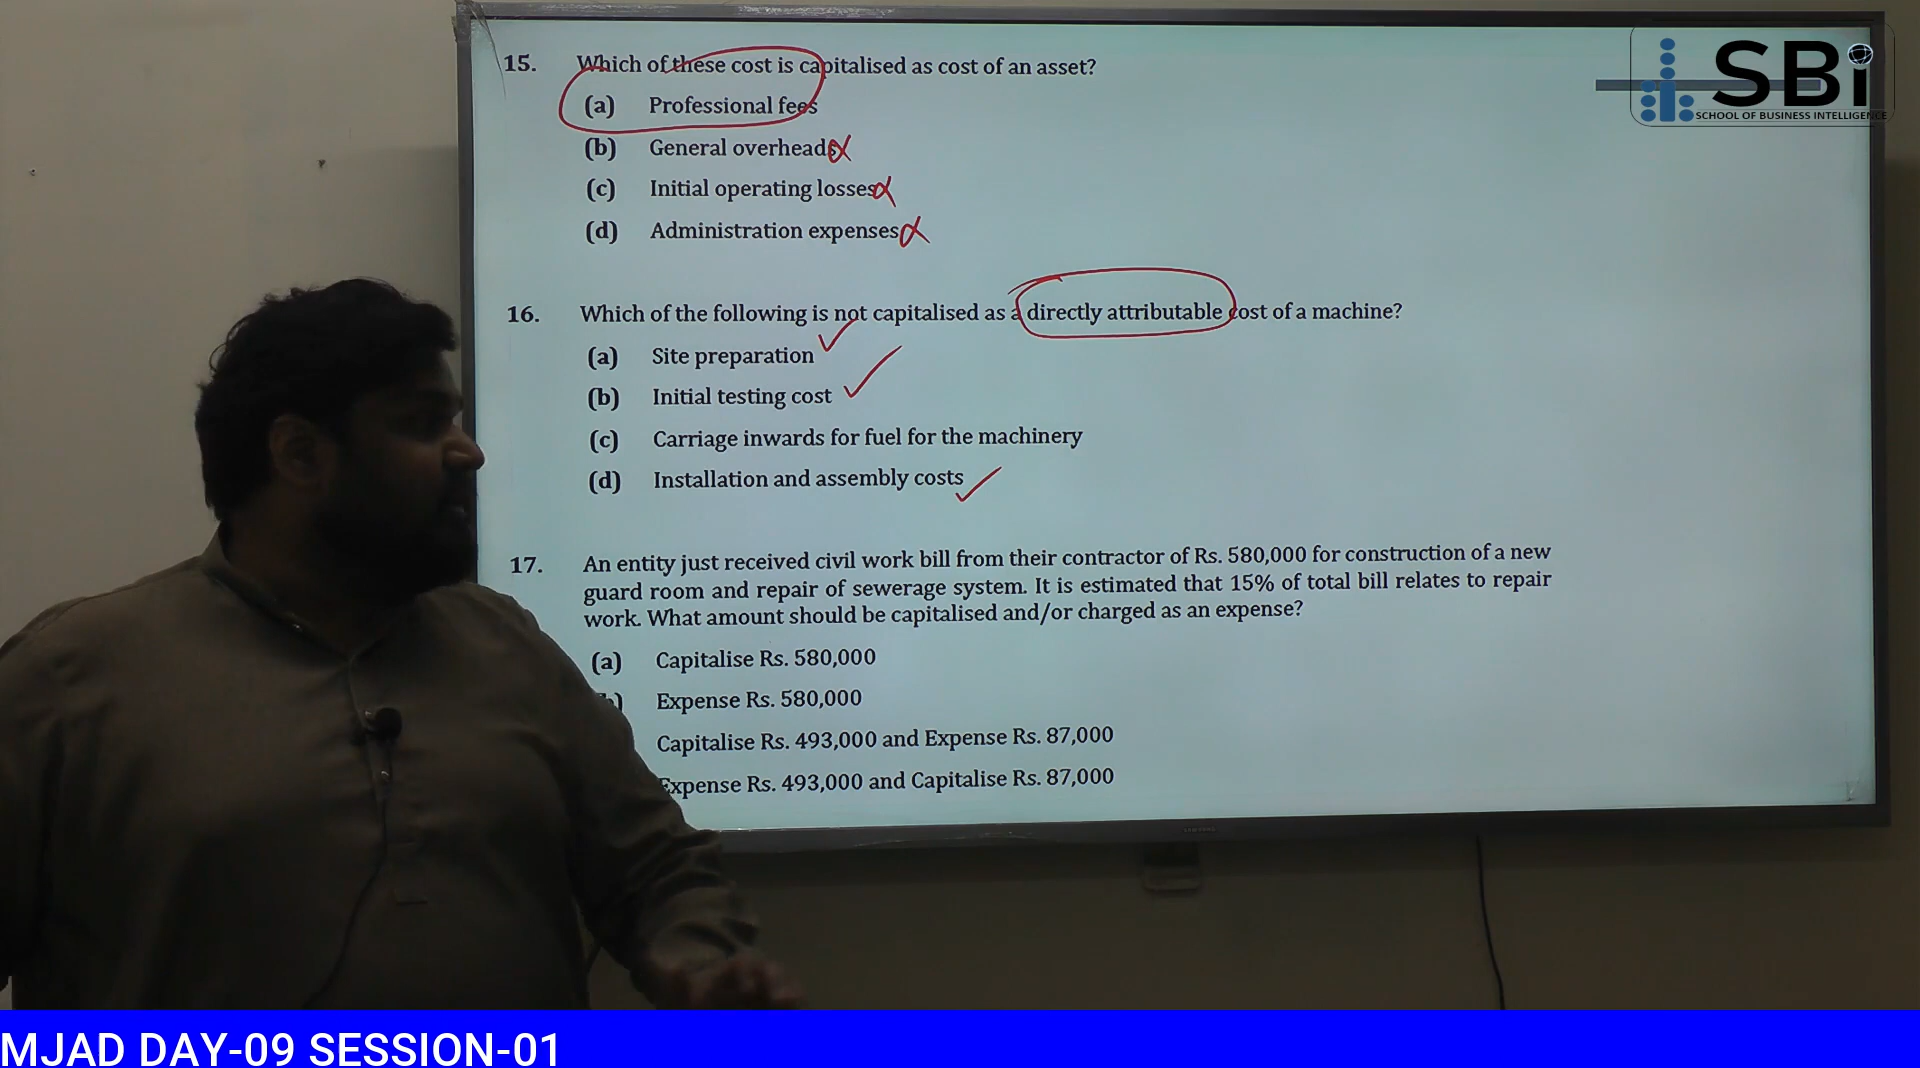 SBi
SCHOOL OF BUSINESS INTELLIGENCE
15. Which of these cost is capitalised as cost of an asset?
(a) Professional fees
(b) General overheads
(c) Initial operating losses
(d) Administration expenses
16. Which of the following is not capitalised as a directly attributable cost of a machine?
(a) Site preparation
(b) Initial testing cost
(c) Carriage inwards for fuel for the machinery
(d) Installation and assembly costs
17. An entity just received civil work bill from their contractor of Rs. 580,000 for construction of a new
guard room and repair of sewerage system. It is estimated that 15% of total bill relates to repair
work. What amount should be capitalised and/or charged as an expense?
(a) Capitalise Rs. 580,000
Expense Rs. 580,000
Capitalise Rs. 493,000 and Expense Rs. 87,000
Expense Rs. 493,000 and Capitalise Rs. 87,000
MJAD DAY-09 SESSION-01